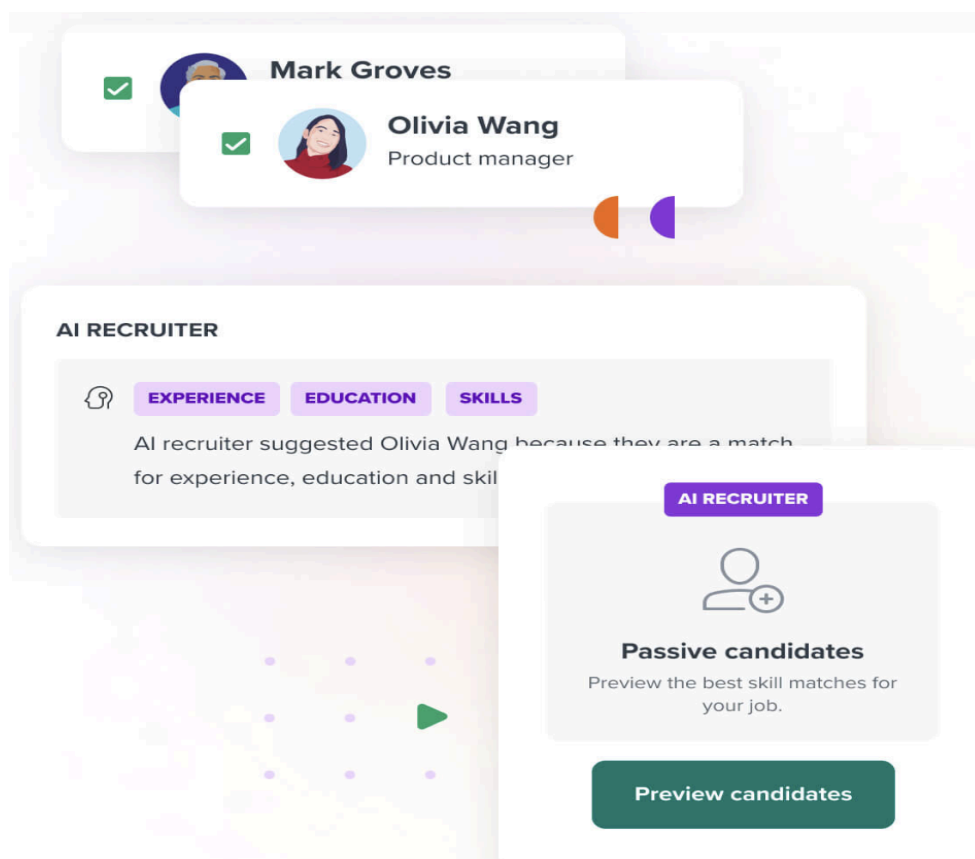 Mark Groves
Olivia Wang
Product manager
AI RECRUITER
EXPERIENCE EDUCATION SKILLS
AI recruiter suggested Olivia Wang because they are a match
for experience, education and skil
AI RECRUITER
Passive candidates
Preview the best skill matches for
your job.
Preview candidates